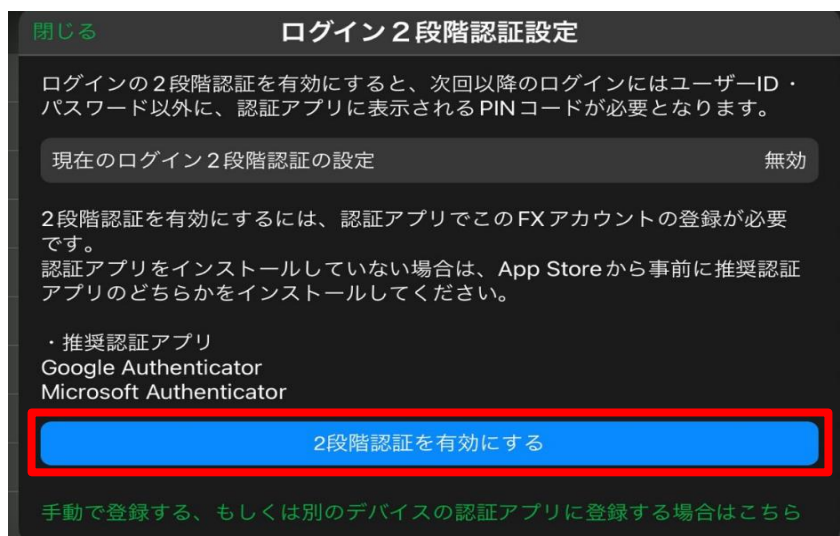 閉じる
ログイン2段階認証設定
ログインの2段階認証を有効にすると、次回以降のログインにはユーザーID・
パスワード以外に、認証アプリに表示されるPINコードが必要となります。
現在のログイン2段階認証の設定 無効
2段階認証を有効にするには、認証アプリでこのFXアカウントの登録が必要
です。
認証アプリをインストールしていない場合は、App Storeから事前に推奨認証
アプリのどちらかをインストールしてください。
・推奨認証アプリ
Google Authenticator
Microsoft Authenticator
2段階認証を有効にする
手動で登録する、もしくは別のデバイスの認証アプリに登録する場合はこちら